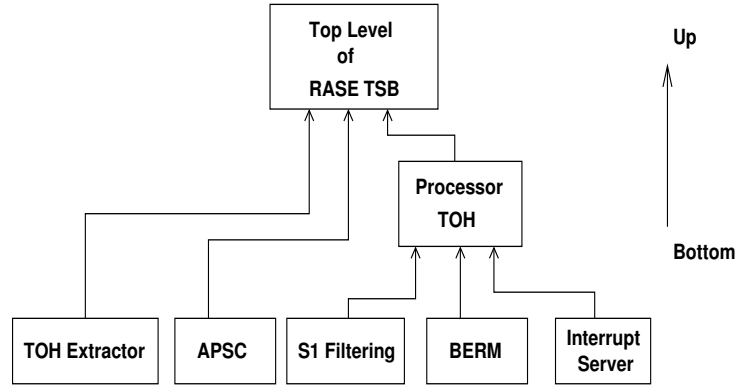 Top Level
of
RASE TSB
Up
Processor
TOH
Bottom
TOH Extractor
APSC
S1 Filtering
BERM
Interrupt
Server